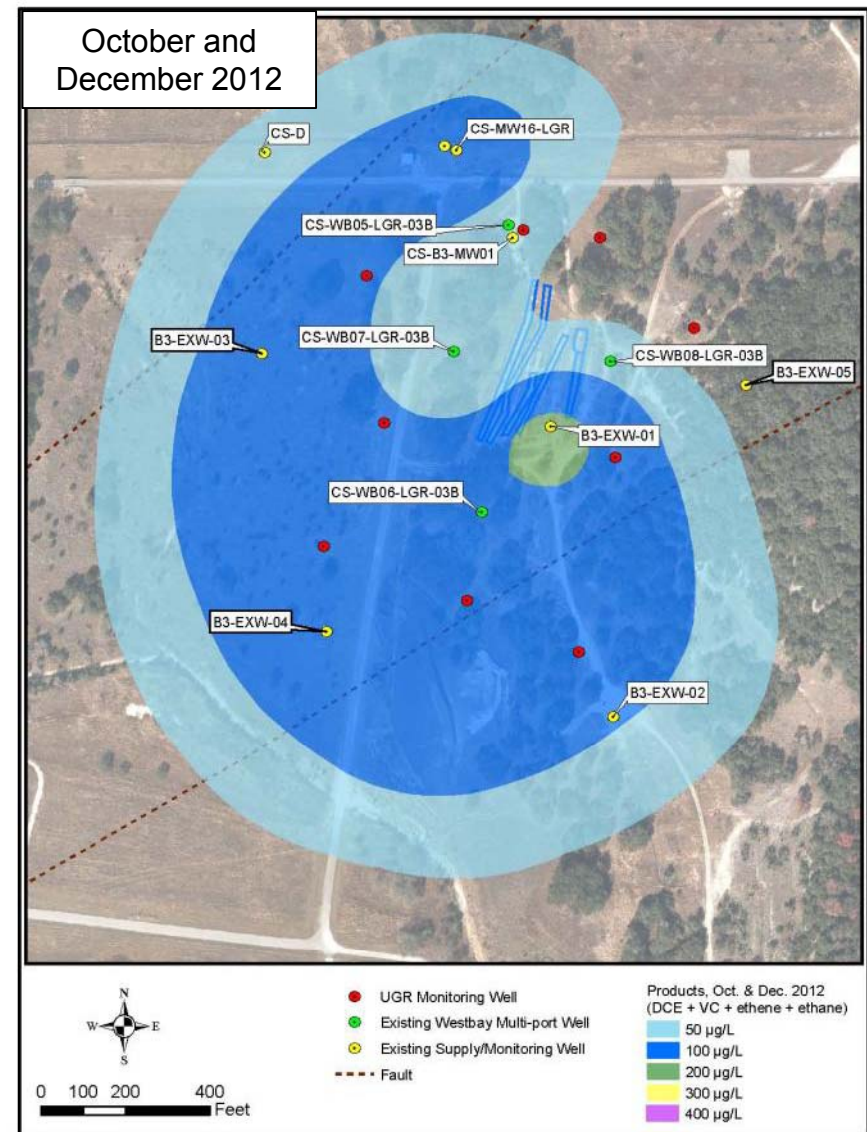 October and
December 2012
CS-D
CS-MW16-LGR
CS-WB05-LGR-03B
CS-B3-MW01
B3-EXW-03
CS-WB07-LGR-03B
CS-WB08-LGR-03B
B3-EXW-05
B3-EXW-01
CS-WB06-LGR-03B
B3-EXW-04
B3-EXW-02
N
W E
S
0 100 200 400
Feet
UGR Monitoring Well
Existing Westbay Multi-port Well
Existing Supply/Monitoring Well
Fault
Products, Oct. & Dec. 2012
(DCE + VC + ethene + ethane)
50 µg/L
100 µg/L
200 µg/L
300 µg/L
400 µg/L